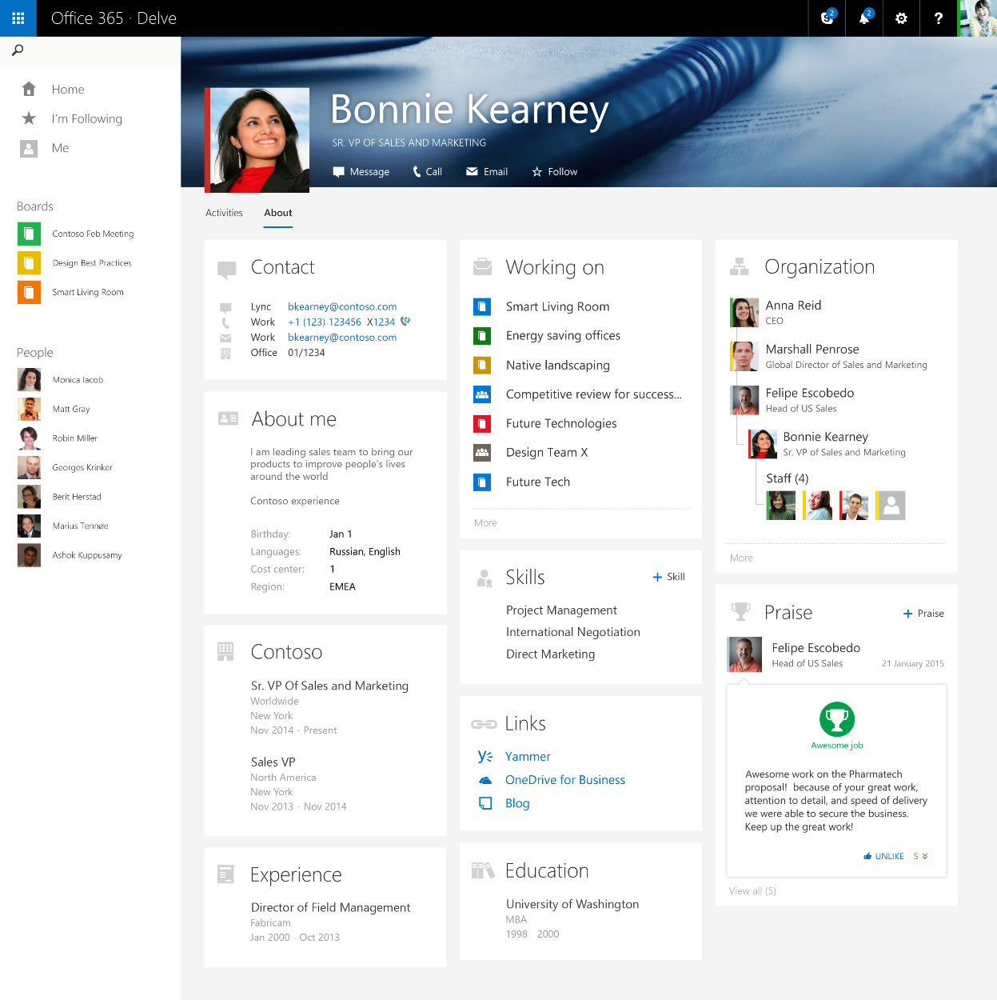 Office 365 · Delve
2
2
?
Home
I'm Following
Me
Boards
Contoso Feb Meeting
Design Best Practices
Smart Living Room
People
Monica Iacob
Matt Gray
Robin Miller
Georges Krinker
Berit Herstad
Marius Tennøe
Ashok Kuppusamy
Bonnie Kearney
SR. VP OF SALES AND MARKETING
Message Call Email Follow
Activities About
Contact
Lync bkearney@contoso.com
Work +1 (123) 123456 X1234
Work bkearney@contoso.com
Office 01/1234
About me
I am leading sales team to bring our
products to improve people's lives
around the world
Contoso experience
Birthday: Jan 1
Languages: Russian, English
Cost center: 1
Region: EMEA
Contoso
Sr. VP Of Sales and Marketing
Worldwide
New York
Nov 2014 - Present
Sales VP
North America
New York
Nov 2013 - Nov 2014
Experience
Director of Field Management
Fabricam
Jan 2000 - Oct 2013
Working on
Smart Living Room
Energy saving offices
Native landscaping
Competitive review for success...
Future Technologies
Design Team X
Future Tech
More
Skills
+ Skill
Project Management
International Negotiation
Direct Marketing
Links
Yammer
OneDrive for Business
Blog
Education
University of Washington
MBA
1998 2000
Organization
Anna Reid
CEO
Marshall Penrose
Global Director of Sales and Marketing
Felipe Escobedo
Head of US Sales
Bonnie Kearney
Sr. VP of Sales and Marketing
Staff (4)
More
Praise
+ Praise
Felipe Escobedo
Head of US Sales 21 January 2015
Awesome job
Awesome work on the Pharmatech
proposal! because of your great work,
attention to detail, and speed of delivery
we were able to secure the business.
Keep up the great work!
UNLIKE 5
View all (5)